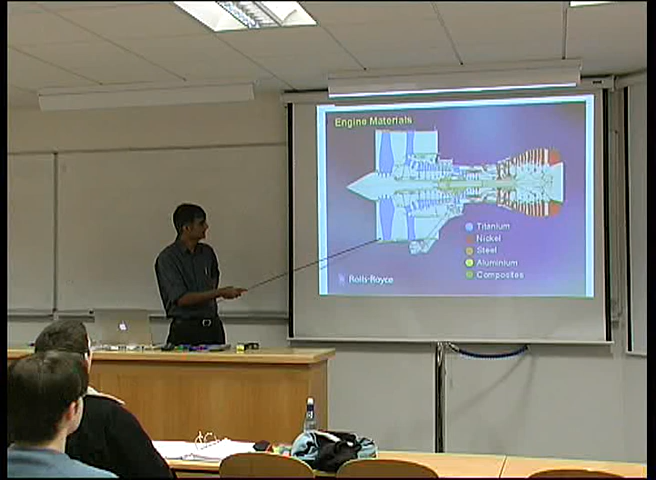 Engine Materials
Titanium
Nickel
Steel
Aluminium
Composites
Rolls-Royce